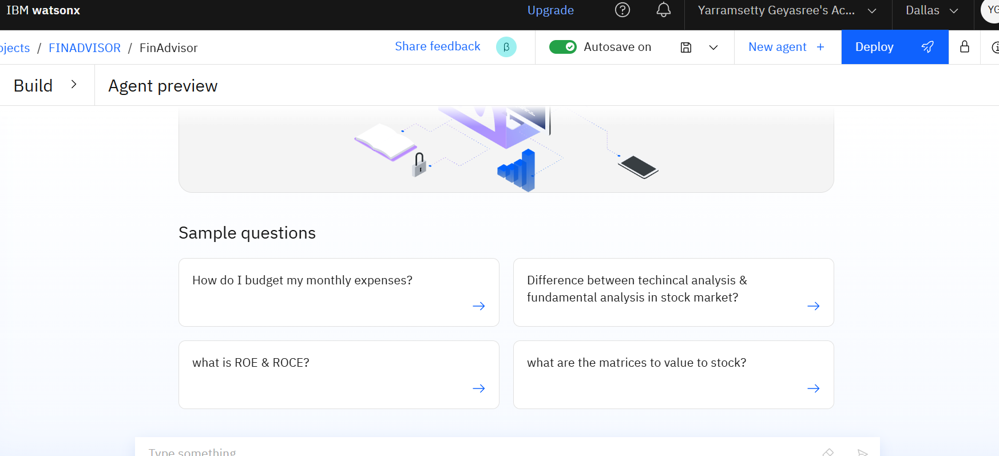 IBM watsonx
Upgrade
Yarramsetty Geyasree's Ac...
Dallas
YG
ojects / FINADVISOR / FinAdvisor
Share feedback
β
Autosave on
New agent +
Deploy
Build
Agent preview
Sample questions
How do I budget my monthly expenses?
Difference between techincal analysis &
fundamental analysis in stock market?
what is ROE & ROCE?
what are the matrices to value to stock?
Type something